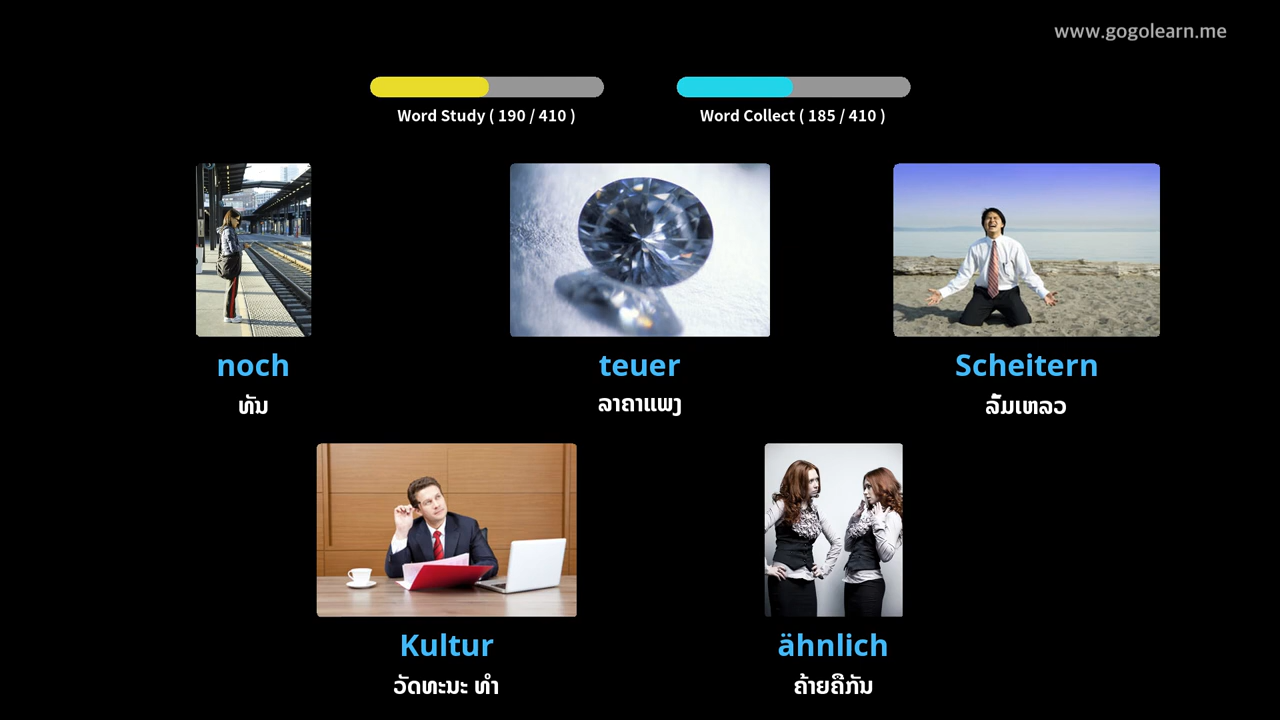 www.gogolearn.me
Word Study ( 190 / 410 )
Word Collect ( 185 / 410 )
noch
ທັນ
teuer
ລາຄາແພງ
Scheitern
ລົ້ມເຫລວ
Kultur
ວັດທະນະ ທຳ
ähnlich
ຄ້າຍຄືກັນ